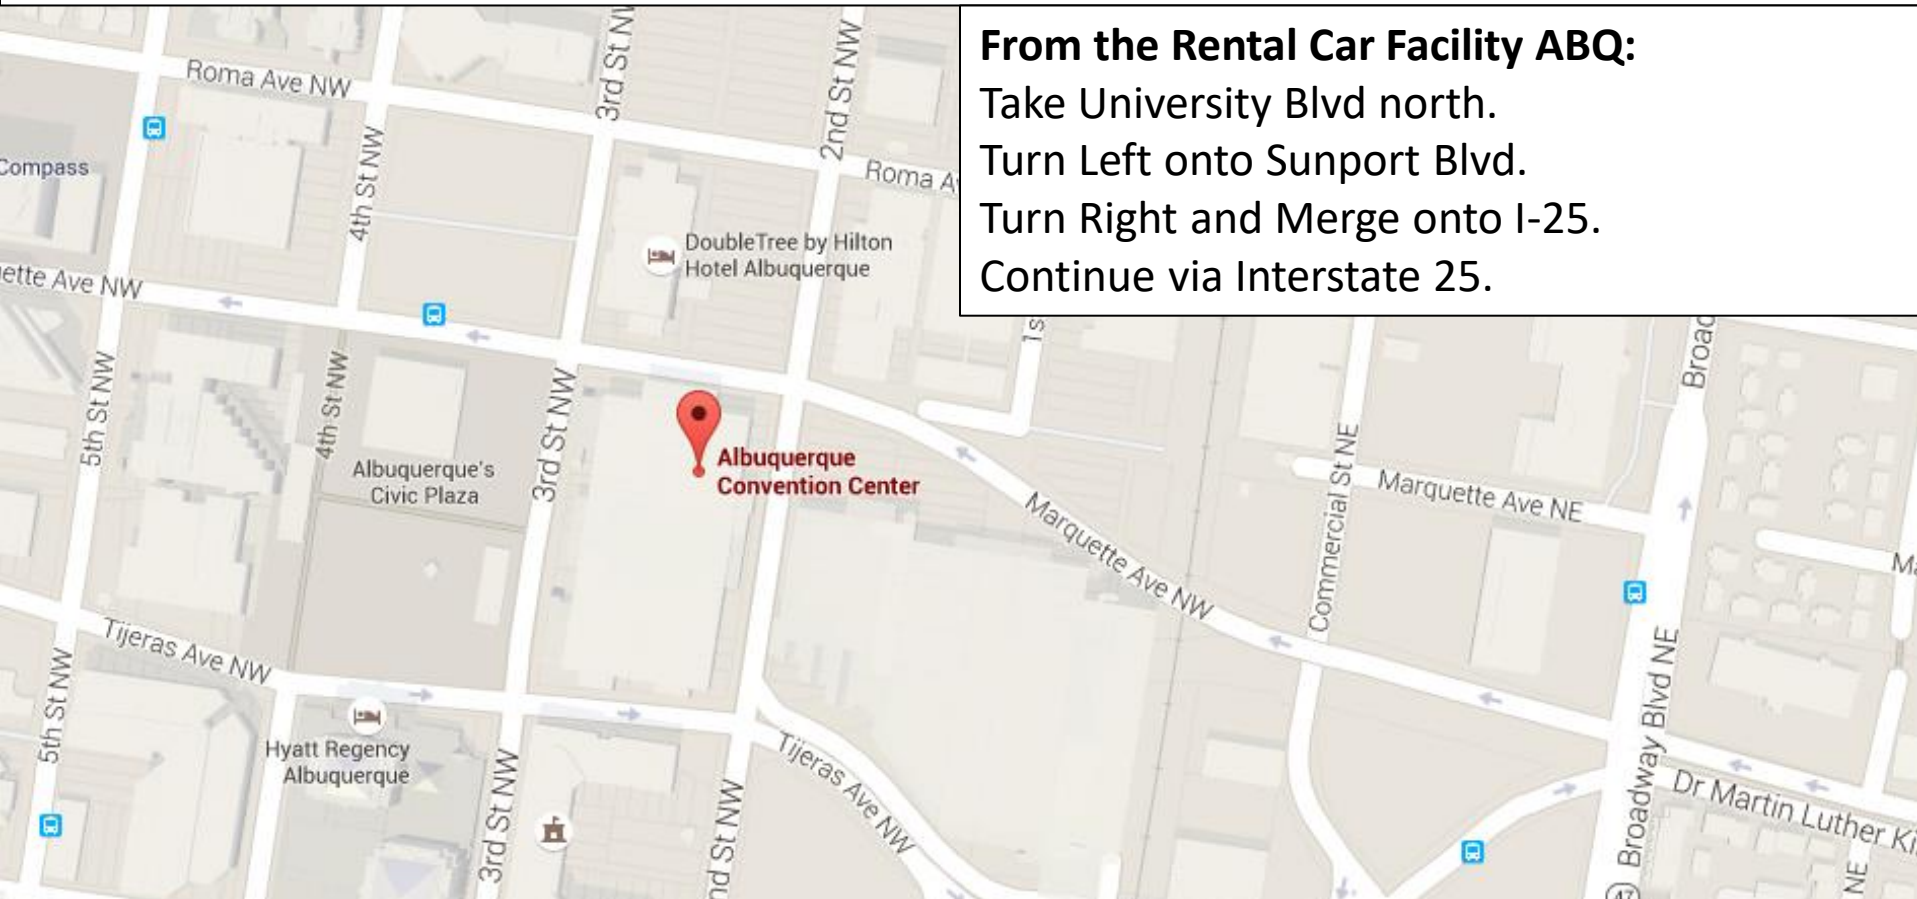 From the Rental Car Facility ABQ:
Take University Blvd north.
Turn Left onto Sunport Blvd.
Turn Right and Merge onto I-25.
Continue via Interstate 25.
Roma Ave NW
3rd St NW
2nd St NW
4th St NW
Compass
Roma
DoubleTree by Hilton
Hotel Albuquerque
ette Ave NW
5th St NW
4th St NW
3rd St NW
Albuquerque's
Civic Plaza
Albuquerque
Convention Center
Marquette Ave NW
Commercial St NE
Marquette Ave NE
Broad
Tijeras Ave NW
5th St NW
Hyatt Regency
Albuquerque
3rd St NW
nd St NW
Tijeras Ave NW
Broadway Blvd NE
Dr Martin Luther Ki
NE
47